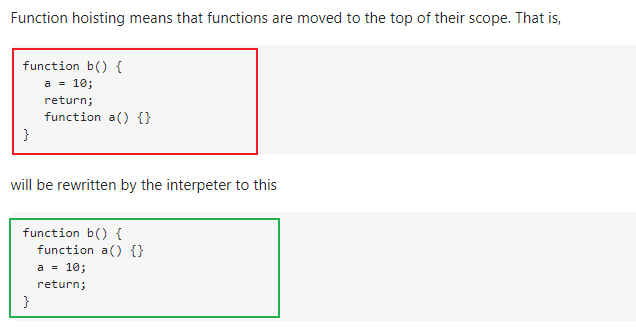 Function hoisting means that functions are moved to the top of their scope. That is,
function b() {
   a = 10;
   return;
   function a() {}
}
will be rewritten by the interpeter to this
function b() {
  function a() {}
  a = 10;
  return;
}